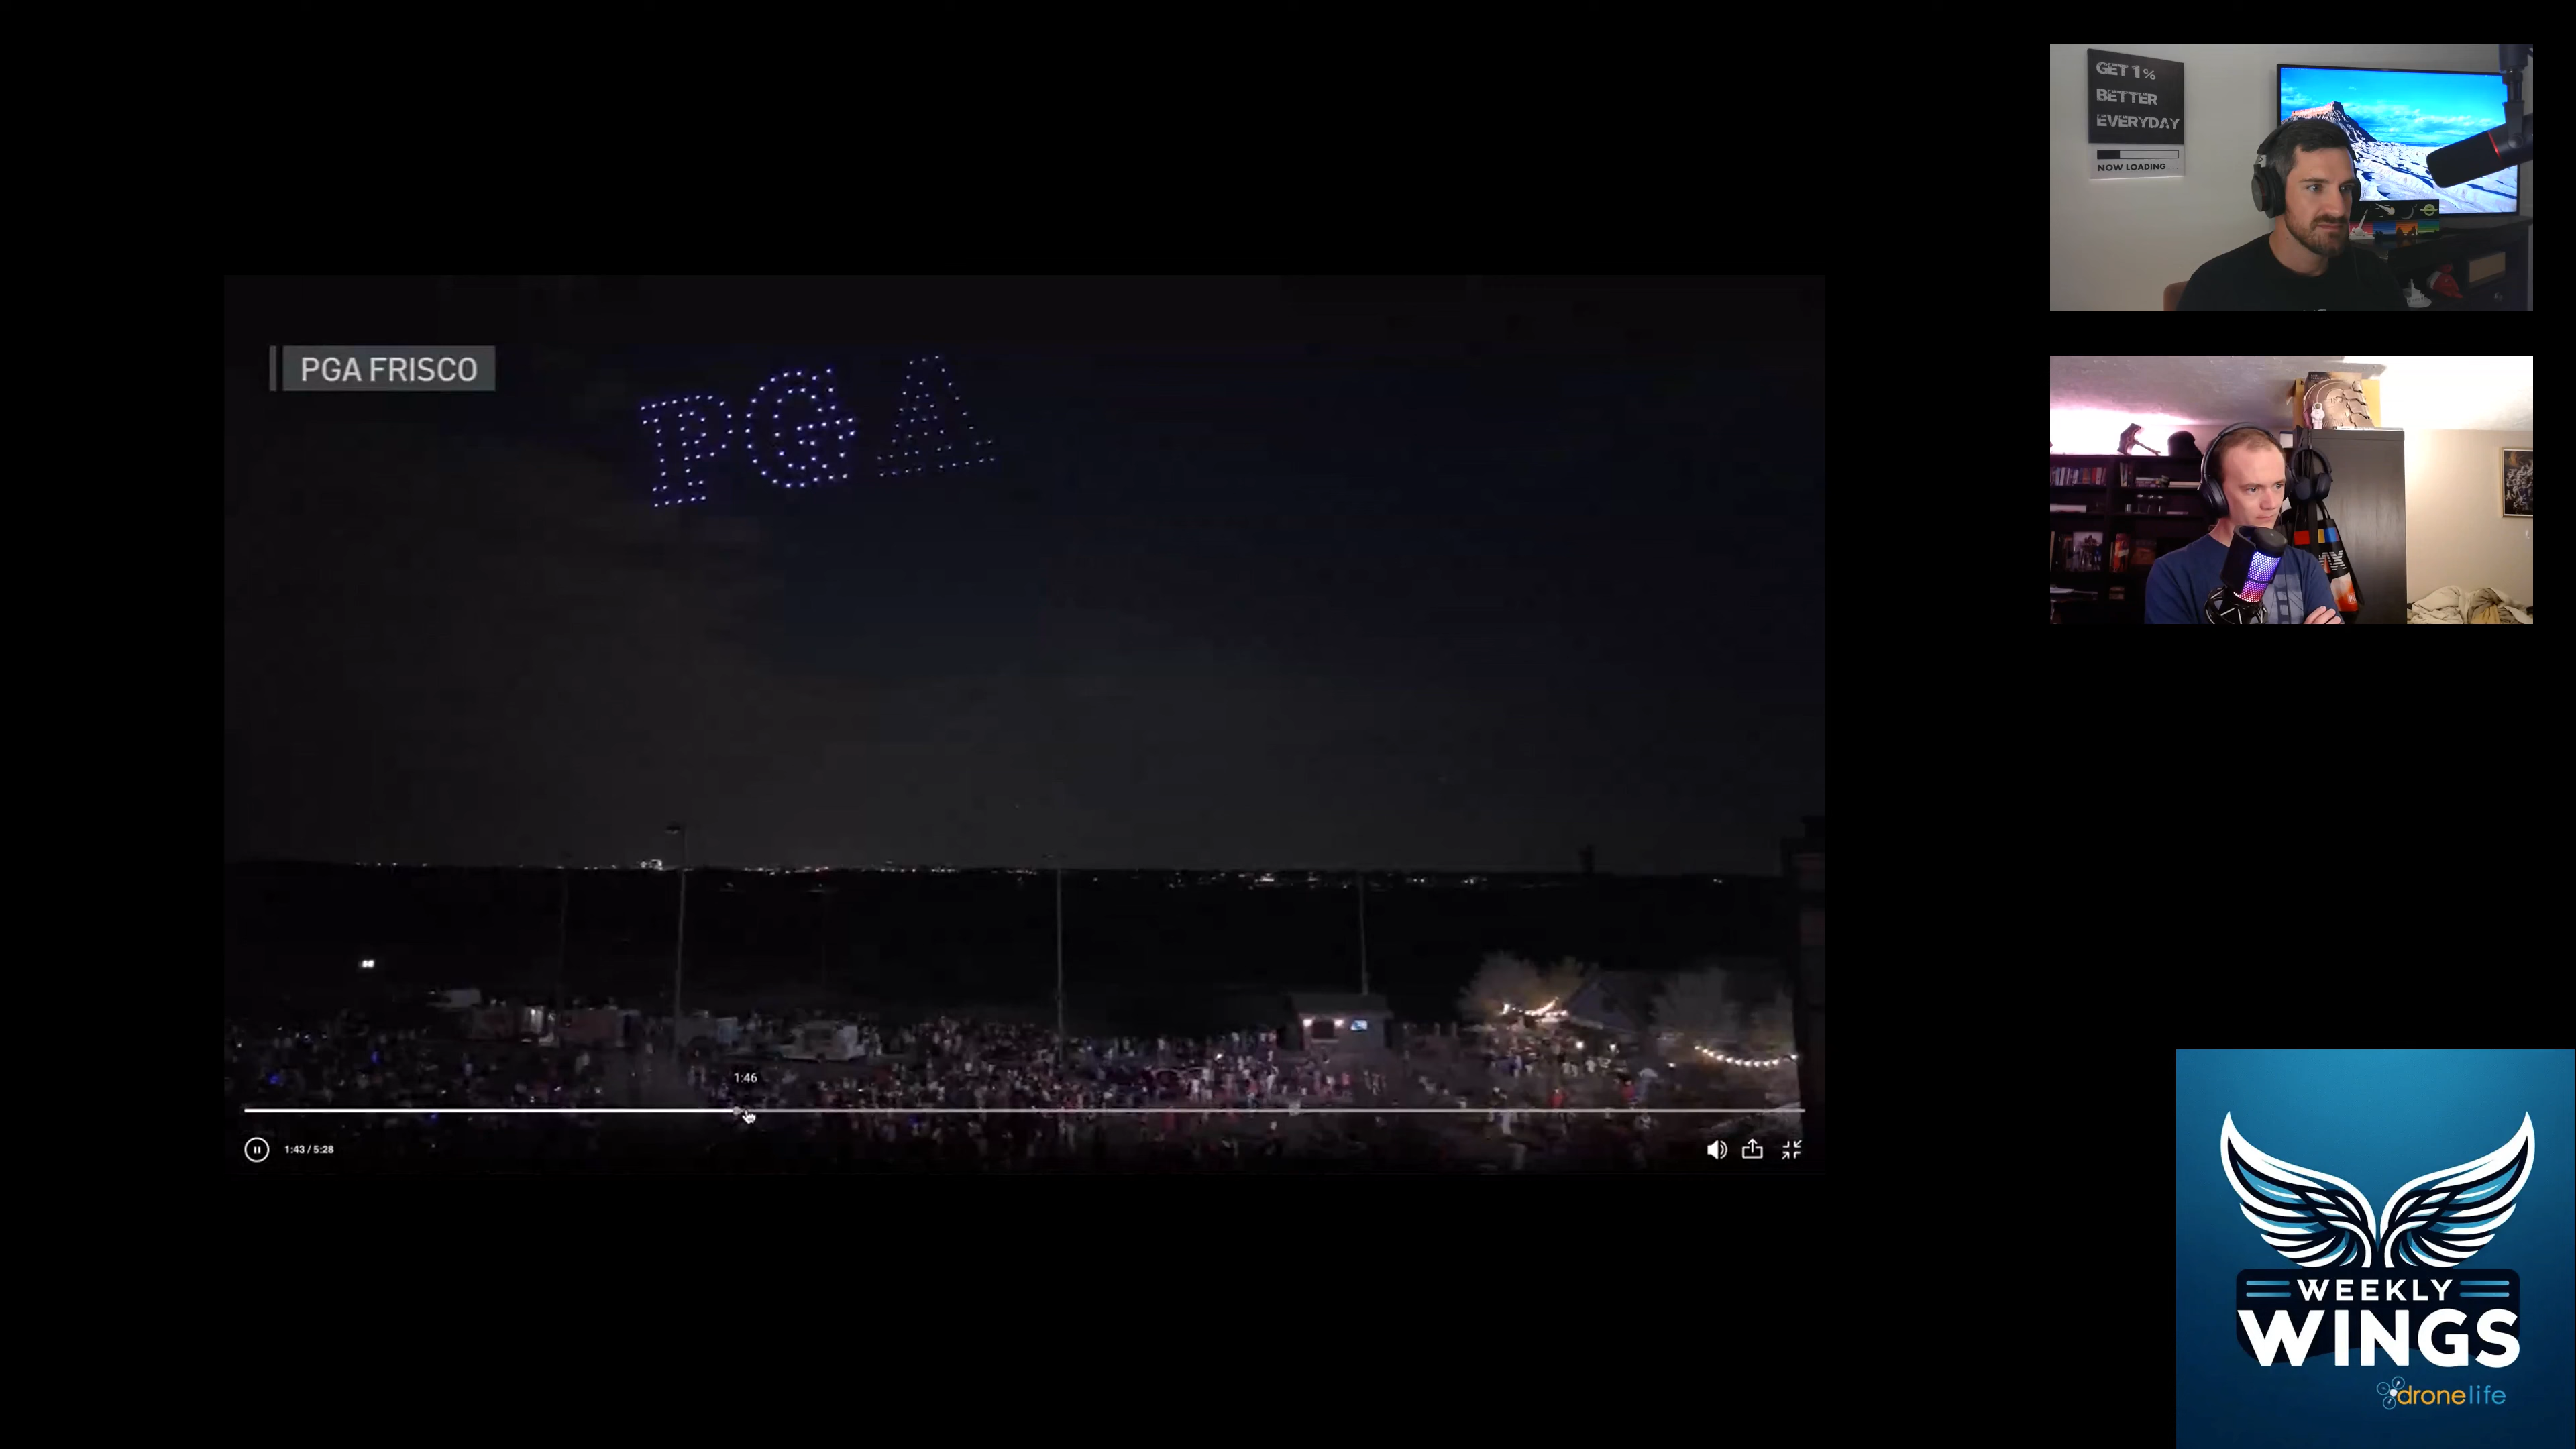 PGA FRISCO
PGA
1:46
1:43 / 5:28
GET 1%
BETTER
EVERYDAY
NOW LOADING...
WEEKLY
WINGS
dronelife